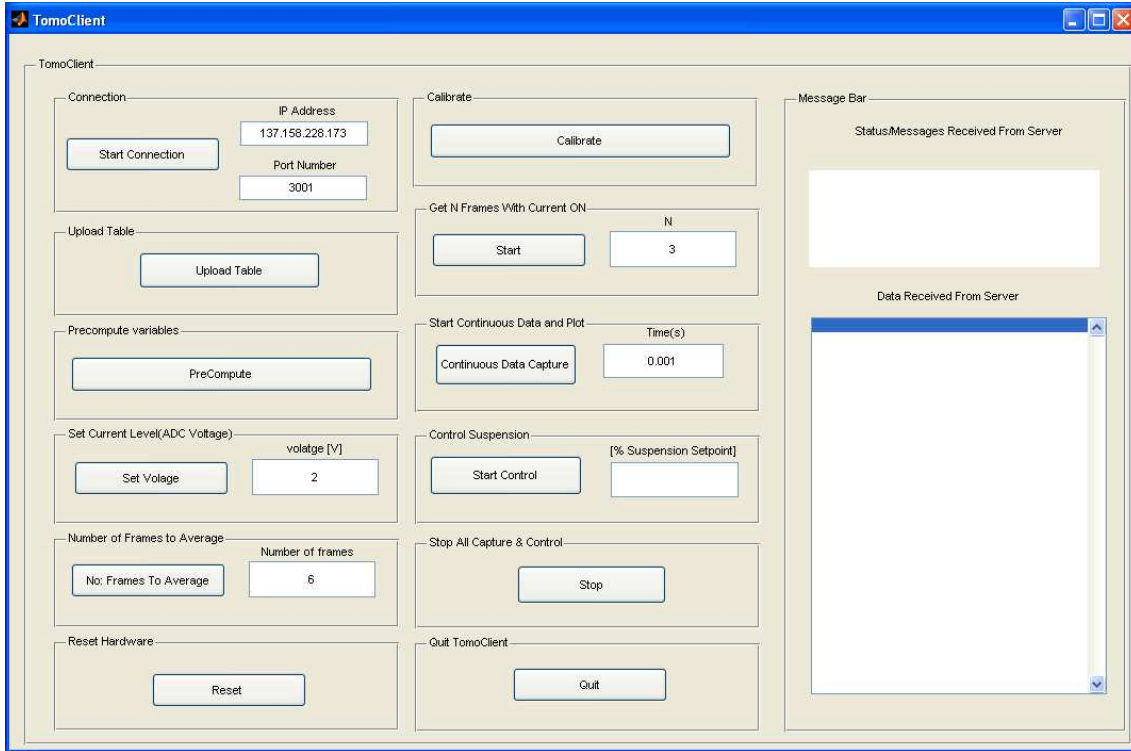 TomoClient
TomoClient
Connection
IP Address
137.158.228.173
Start Connection
Port Number
3001
Upload Table
Upload Table
Precompute variables
PreCompute
Set Current Level(ADC Voltage)
volatge [V]
Set Volage
2
Number of Frames to Average
Number of frames
No: Frames To Average
6
Reset Hardware
Reset
Calibrate
Calibrate
Get N Frames With Current ON
N
Start
3
Start Continuous Data and Plot
Time(s)
Continuous Data Capture
0.001
Control Suspension
[% Suspension Setpoint]
Start Control
Stop All Capture & Control
Stop
Quit TomoClient
Quit
Message Bar
Status/Messages Received From Server
Data Received From Server